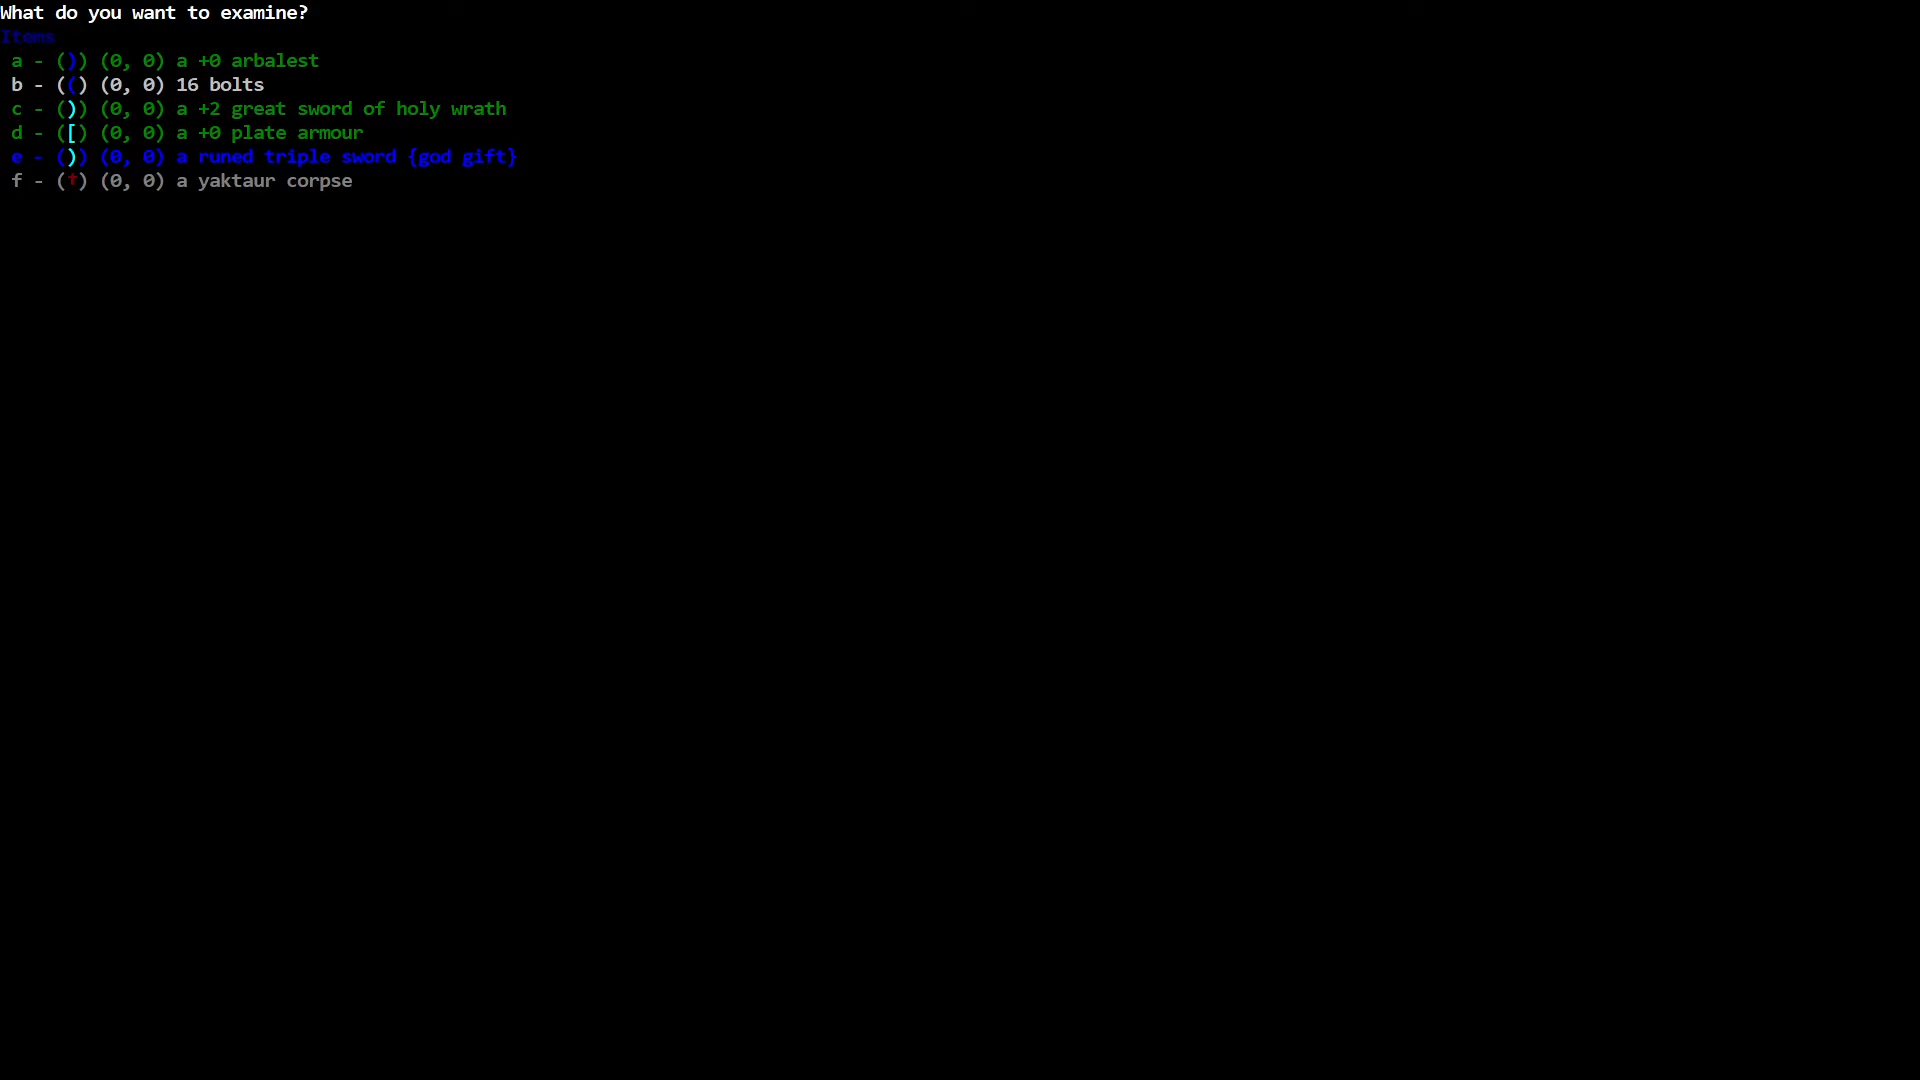 What do you want to examine?
Items
a - ()) (0, 0) a +0 arbalest
b - (() (0, 0) 16 bolts
c - ()) (0, 0) a +2 great sword of holy wrath
d - ([) (0, 0) a +0 plate armour
e - ()) (0, 0) a runed triple sword {god gift}
f - (†) (0, 0) a yaktaur corpse